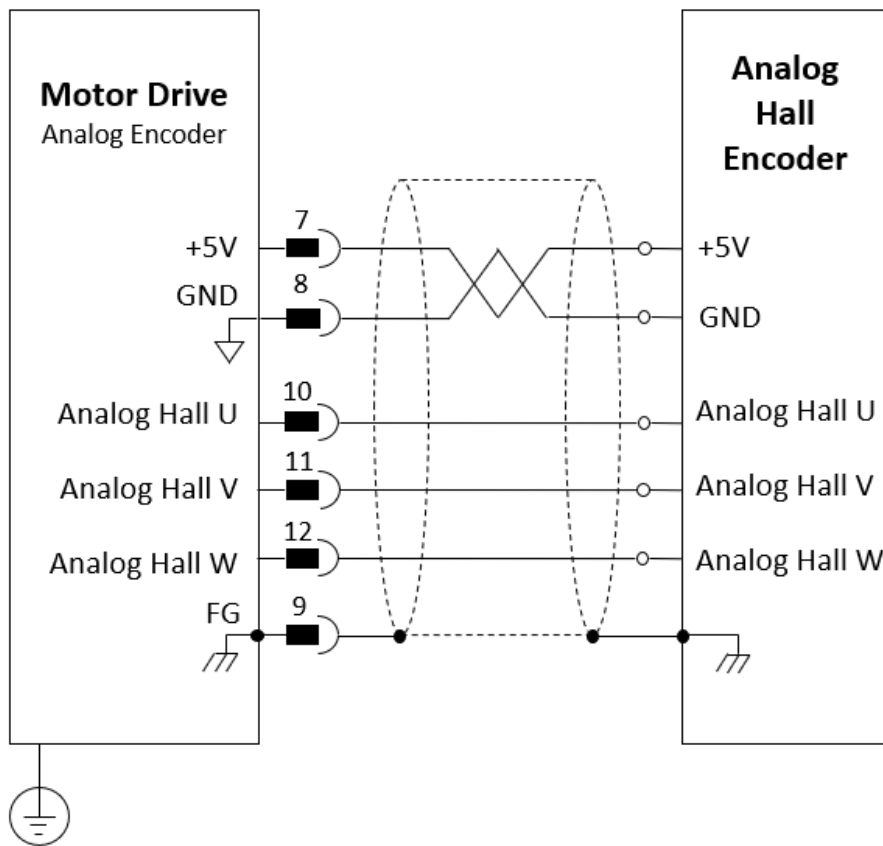 Motor Drive
Analog Encoder
+5V
GND
Analog Hall U
Analog Hall V
Analog Hall W
FG
7
8
10
11
12
9
Analog
Hall
Encoder
+5V
GND
Analog Hall U
Analog Hall V
Analog Hall W